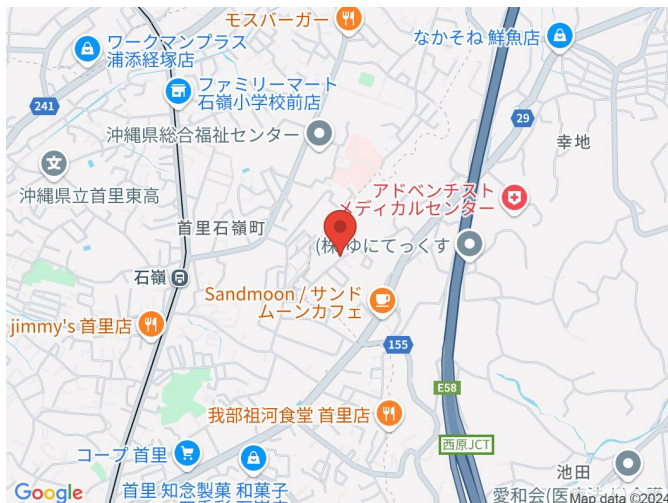 モスバーガー
なかそね 鮮魚店
ワークマンプラス
浦添経塚店
ファミリーマート
石嶺小学校前店
241
29
沖縄県総合福祉センター
幸地
沖縄県立首里東高
アドベンチスト
メディカルセンター
首里石嶺町
(株)ゆにてっくす
石嶺
Sandmoon / サンド
ムーンカフェ
jimmy's 首里店
155
E58
我部祖河食堂 首里店
西原JCT
コープ 首里
池田
首里 知念製菓 和菓子
Google
Map data ©2024